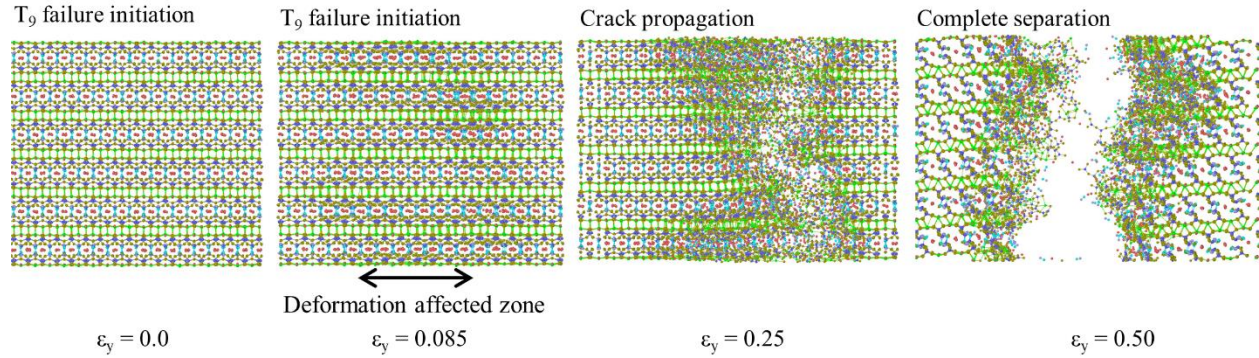 T₉ failure initiation
T₉ failure initiation
Crack propagation
Complete separation
Deformation affected zone
εy = 0.0
εy = 0.085
εy = 0.25
εy = 0.50